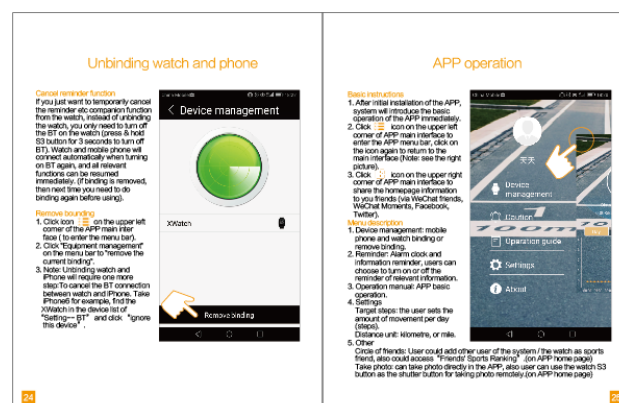 Unbinding watch and phone
Cancel reminder function
If you just want to temporarily cancel
the reminder etc companion function
from the watch, instead of unbinding
the watch, you only need to turn off
the BT on the watch (press & hold
S3 button for 3 seconds to turn off
BT). Watch and mobile phone will
connect automatically when turning
on BT again, and all relevant
functions can be resumed
immediately. (If binding is removed,
then next time you need to do
binding again before using).
Remove bounding
1. Click icon on the upper left
corner of the APP main inter
face ( to enter the menu bar).
2. Click "Equipment management"
on the menu bar to "remove the
current binding".
3. Note: Unbinding watch and
iPhone will require one more
step:To cancel the BT connection
between watch and iPhone. Take
iPhone6 for example, find the
XWatch in the device list of
"Setting-- BT" and click "ignore
this device".
Device management
XWatch
Remove binding
24
APP operation
Basic instructions
1. After initial installation of the APP,
system will introduce the basic
operation of the APP immediately.
2. Click icon on the upper left
corner of APP main interface to
enter the APP menu bar, click on
the icon again to return to the
main interface (Note: see the right
picture).
3. Click icon on the upper right
corner of APP main interface to
share the homepage information
to you friends (via WeChat friends,
WeChat Moments, Facebook,
Twitter).
Menu description
1. Device management: mobile
phone and watch binding or
remove binding.
2. Reminder: Alarm clock and
information reminder, users can
choose to turn on or off the
reminder of relevant information.
3. Operation manual: APP basic
operation.
4. Settings
Target steps: the user sets the
amount of movement per day
(steps).
Distance unit: kilometre, or mile.
5. Other
Circle of friends: User could add other user of the system / the watch as sports
friend, also could access "Friends' Sports Ranking" .(on APP home page)
Take photo: can take photo directly in the APP, also user can use the watch S3
button as the shutter button for taking photo remotely.(on APP home page)
天天
Device
management
Caution
100m
Operation guide
Settings
About